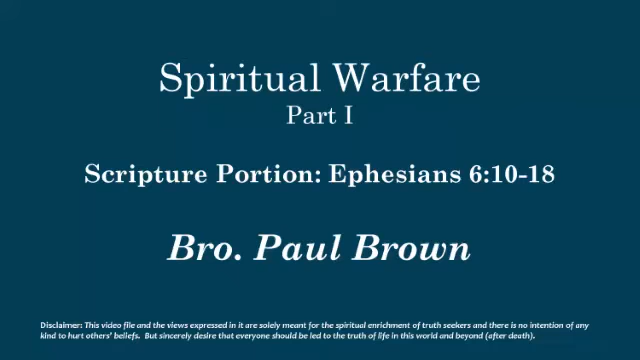 Spiritual Warfare
Part I
Scripture Portion: Ephesians 6:10-18
Bro. Paul Brown
Disclaimer: This video file and the views expressed in it are solely meant for the spiritual enrichment of truth seekers and there is no intention of any
kind to hurt others' beliefs. But sincerely desire that everyone should be led to the truth of life in this world and beyond (after death).